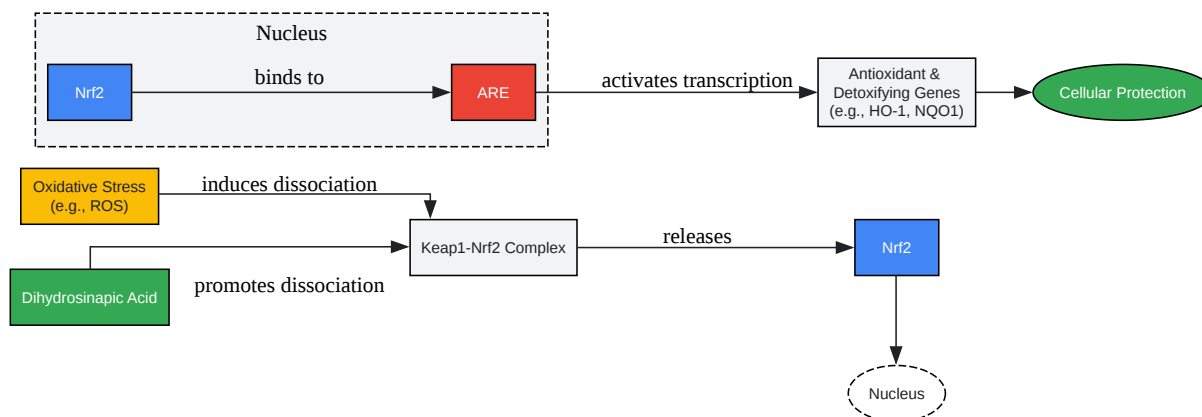 Nucleus
Nrf2
binds to
ARE
activates transcription
Antioxidant &
Detoxifying Genes
(e.g., HO-1, NQO1)
Cellular Protection
Oxidative Stress
(e.g., ROS)
induces dissociation
Keap1-Nrf2 Complex
releases
Nrf2
Dihydrosinapic Acid
promotes dissociation
Nucleus